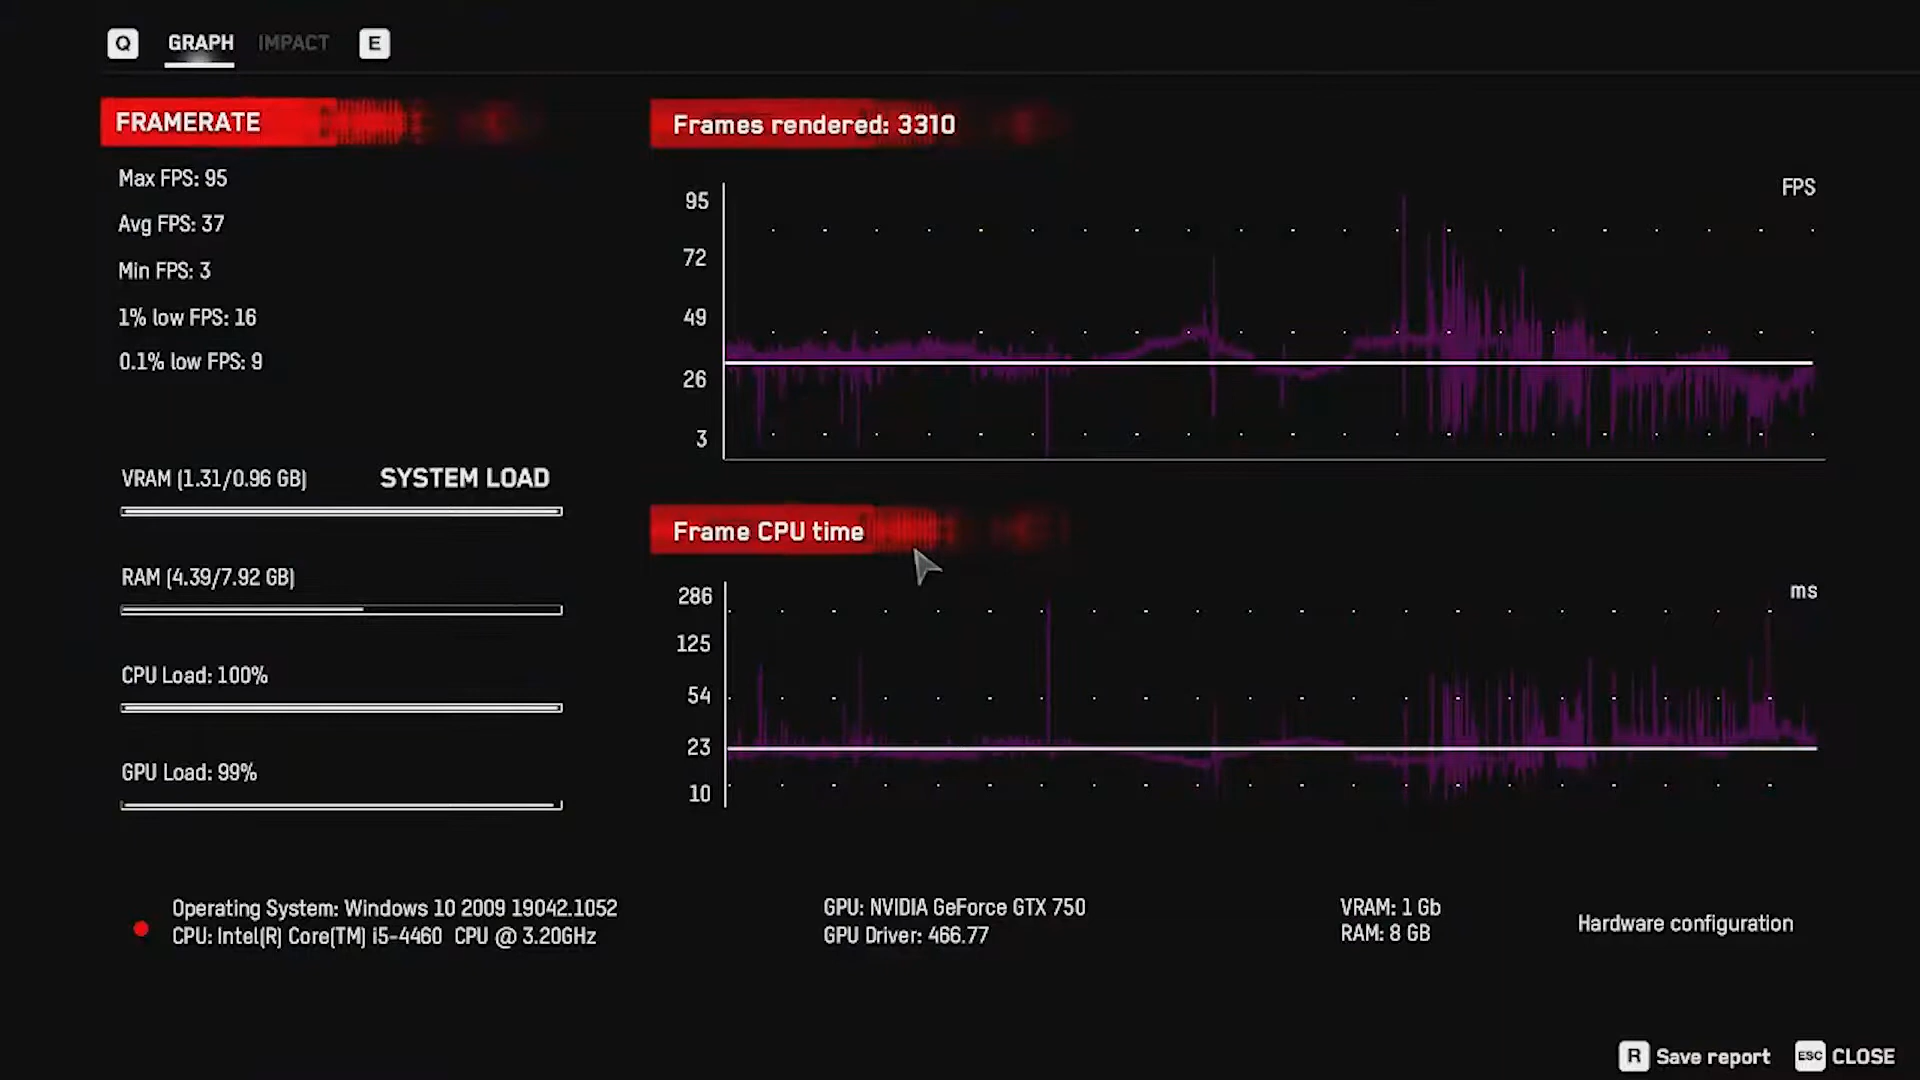 Q GRAPH IMPACT E
FRAMERATE
Max FPS: 95
Avg FPS: 37
Min FPS: 3
1% low FPS: 16
0.1% low FPS: 9
VRAM (1.31/0.96 GB) SYSTEM LOAD
RAM (4.39/7.92 GB)
CPU Load: 100%
GPU Load: 99%
Frames rendered: 3310
FPS
95
72
49
26
3
Frame CPU time
ms
286
125
54
23
10
Operating System: Windows 10 2009 19042.1052
CPU: Intel(R) Core(TM) i5-4460 CPU @ 3.20GHz
GPU: NVIDIA GeForce GTX 750
GPU Driver: 466.77
VRAM: 1 Gb
RAM: 8 GB
Hardware configuration
R Save report ESC CLOSE